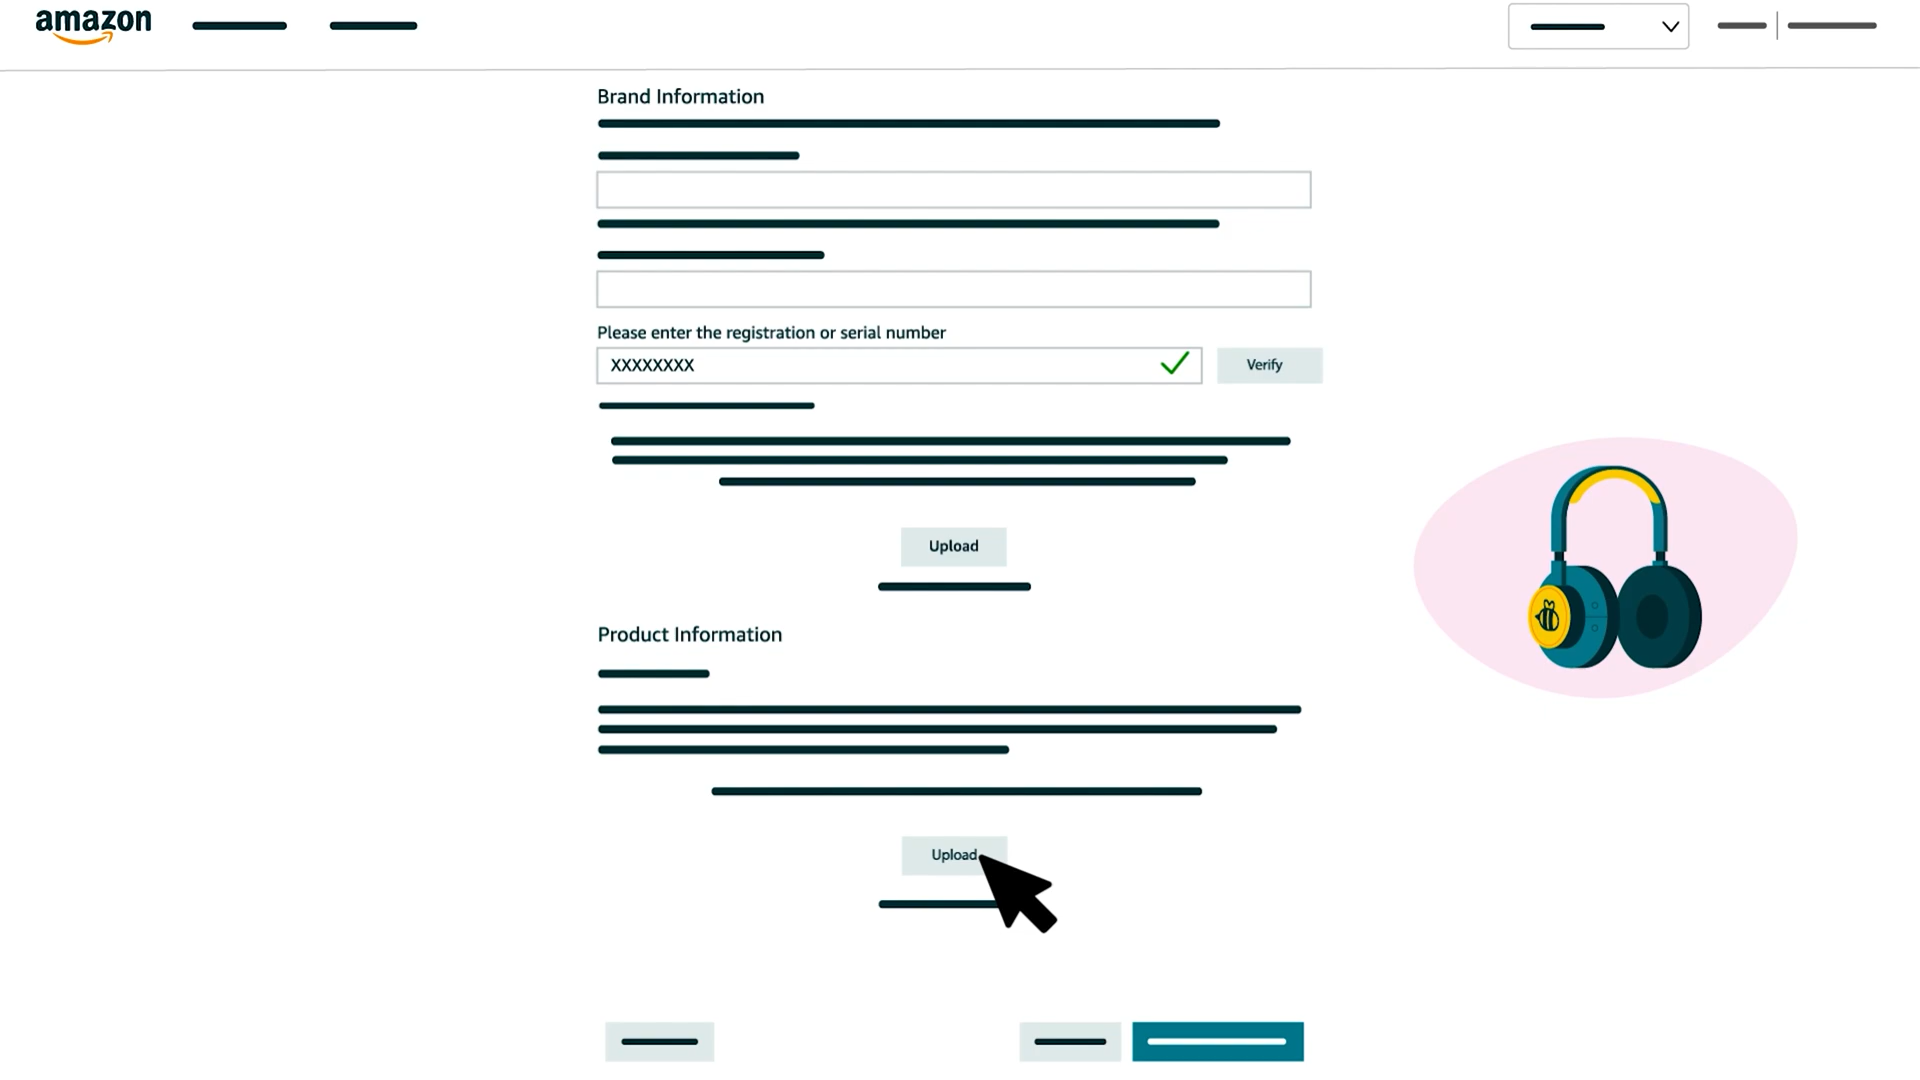 amazon
Brand Information
Please enter the registration or serial number
XXXXXXXX
Verify
Upload
Product Information
Upload